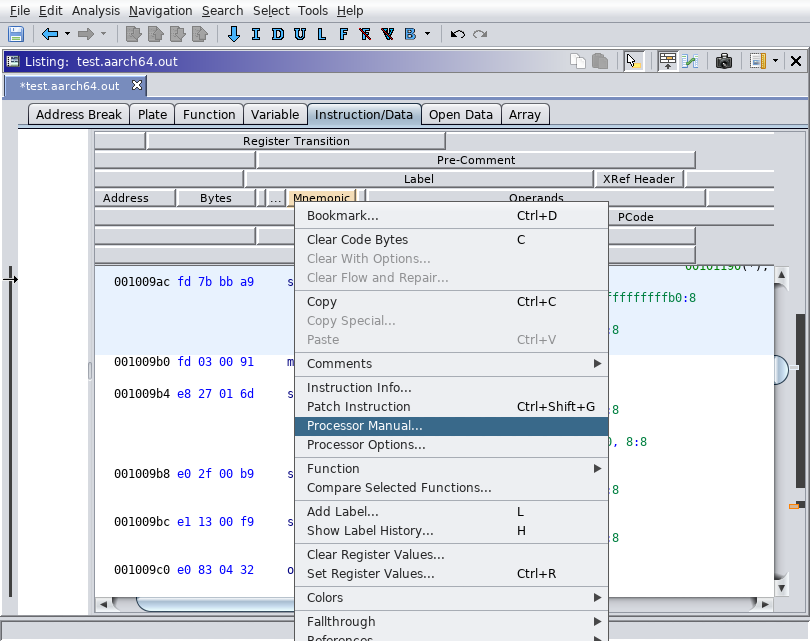 File Edit Analysis Navigation Search Select Tools Help
I D U L F B
Listing: test.aarch64.out
*test.aarch64.out
Address Break Plate Function Variable Instruction/Data Open Data Array
Register Transition
Pre-Comment
Label XRef Header
Address Bytes ... Mnemonic Operands
PCode
Bookmark... Ctrl+D
Clear Code Bytes C
Clear With Options...
Clear Flow and Repair...
Copy Ctrl+C
Copy Special...
Paste Ctrl+V
Comments
Instruction Info...
Patch Instruction Ctrl+Shift+G
Processor Manual...
Processor Options...
Function
Compare Selected Functions...
Add Label... L
Show Label History... H
Clear Register Values...
Set Register Values... Ctrl+R
Colors
Fallthrough
References
00101190(*),
001009ac fd 7b bb a9 s
ffffffffb0:8
:8
001009b0 fd 03 00 91 m
001009b4 e8 27 01 6d s
:8
), 8:8
001009b8 e0 2f 00 b9 s
:8
001009bc e1 13 00 f9 s
:8
001009c0 e0 83 04 32 o